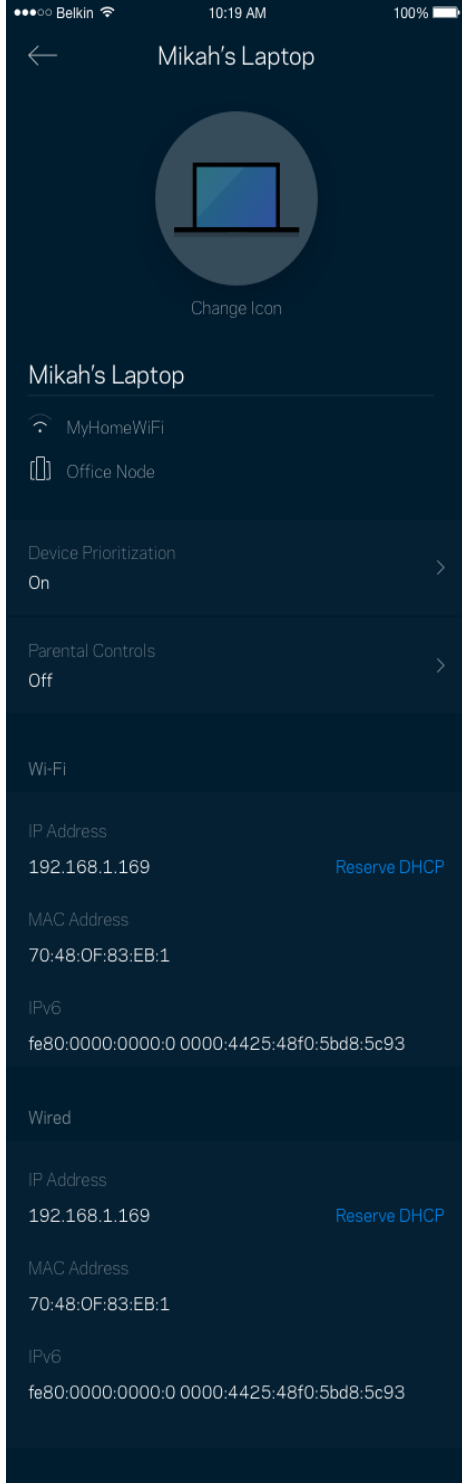 Belkin 10:19 AM 100%
Mikah's Laptop
Change Icon
Mikah's Laptop
MyHomeWiFi
Office Node
Device Prioritization
On
Parental Controls
Off
Wi-Fi
IP Address
192.168.1.169 Reserve DHCP
MAC Address
70:48:0F:83:EB:1
IPv6
fe80:0000:0000:0 0000:4425:48f0:5bd8:5c93
Wired
IP Address
192.168.1.169 Reserve DHCP
MAC Address
70:48:0F:83:EB:1
IPv6
fe80:0000:0000:0 0000:4425:48f0:5bd8:5c93